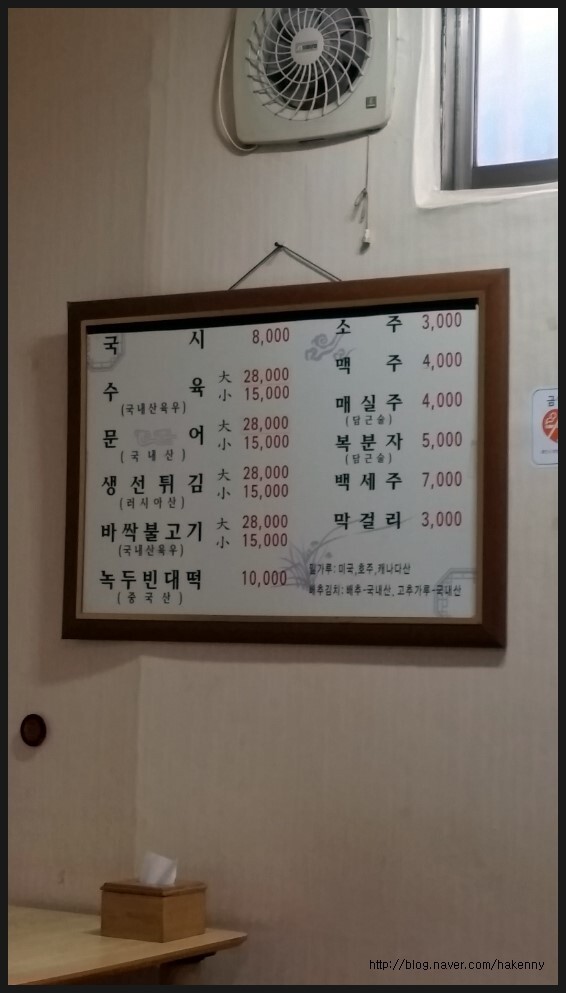 국 시 8,000
수 육 大 28,000
小 15,000
(국내산육우)
문 어 大 28,000
小 15,000
(국내산)
생선튀김 大 28,000
小 15,000
(러시아산)
바싹불고기 大 28,000
小 15,000
(국내산육우)
녹두빈대떡 10,000
(중국산)
소 주 3,000
맥 주 4,000
매실주 4,000
(담근술)
복분자 5,000
(담근술)
백세주 7,000
막걸리 3,000
밀가루: 미국,호주,캐나다산
배추김치: 배추-국내산, 고추가루-국내산
http://blog.naver.com/hakenny